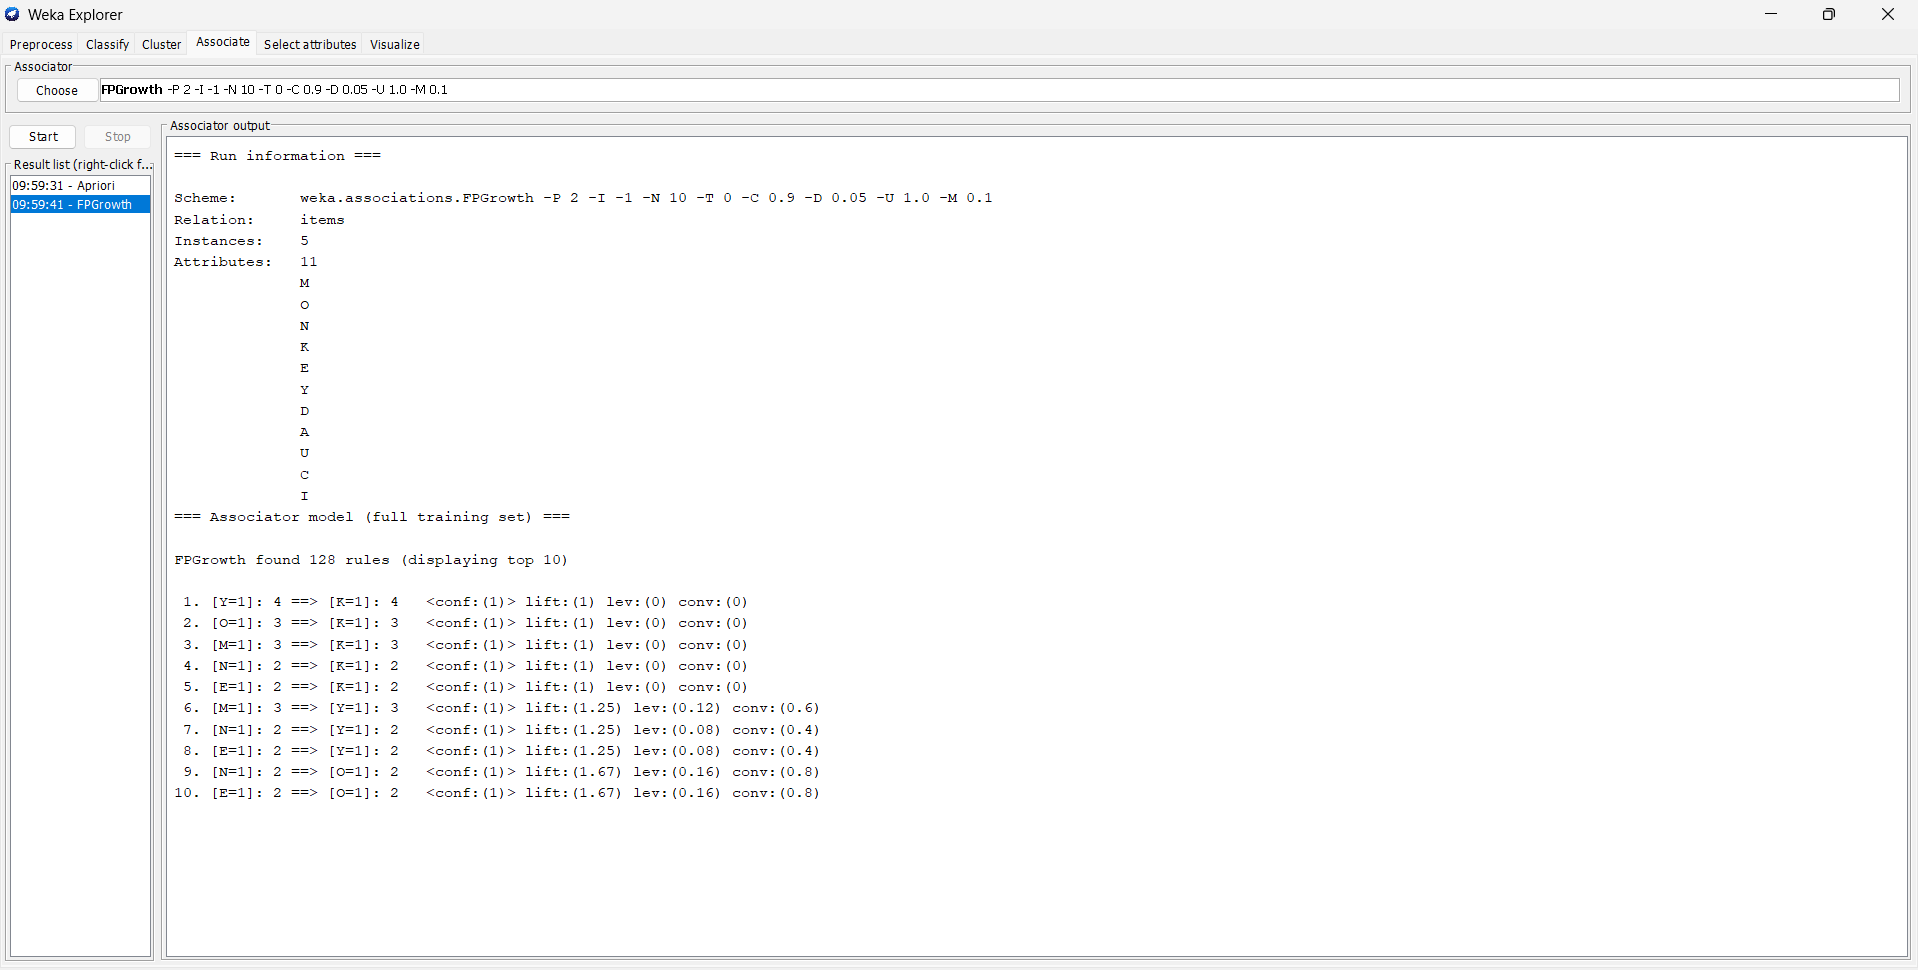 Weka Explorer
Preprocess Classify Cluster Associate Select attributes Visualize
Associator
Choose FPGrowth -P 2 -I -1 -N 10 -T 0 -C 0.9 -D 0.05 -U 1.0 -M 0.1
Start Stop
Result list (right-click f...
09:59:31 - Apriori
09:59:41 - FPGrowth
Associator output
=== Run information ===
Scheme: weka.associations.FPGrowth -P 2 -I -1 -N 10 -T 0 -C 0.9 -D 0.05 -U 1.0 -M 0.1
Relation: items
Instances: 5
Attributes: 11
M
O
N
K
E
Y
D
A
U
C
I
=== Associator model (full training set) ===
FPGrowth found 128 rules (displaying top 10)
1. [Y=1]: 4 ==> [K=1]: 4 <conf:(1)> lift:(1) lev:(0) conv:(0)
2. [O=1]: 3 ==> [K=1]: 3 <conf:(1)> lift:(1) lev:(0) conv:(0)
3. [M=1]: 3 ==> [K=1]: 3 <conf:(1)> lift:(1) lev:(0) conv:(0)
4. [N=1]: 2 ==> [K=1]: 2 <conf:(1)> lift:(1) lev:(0) conv:(0)
5. [E=1]: 2 ==> [K=1]: 2 <conf:(1)> lift:(1) lev:(0) conv:(0)
6. [M=1]: 3 ==> [Y=1]: 3 <conf:(1)> lift:(1.25) lev:(0.12) conv:(0.6)
7. [N=1]: 2 ==> [Y=1]: 2 <conf:(1)> lift:(1.25) lev:(0.08) conv:(0.4)
8. [E=1]: 2 ==> [Y=1]: 2 <conf:(1)> lift:(1.25) lev:(0.08) conv:(0.4)
9. [N=1]: 2 ==> [O=1]: 2 <conf:(1)> lift:(1.67) lev:(0.16) conv:(0.8)
10. [E=1]: 2 ==> [O=1]: 2 <conf:(1)> lift:(1.67) lev:(0.16) conv:(0.8)